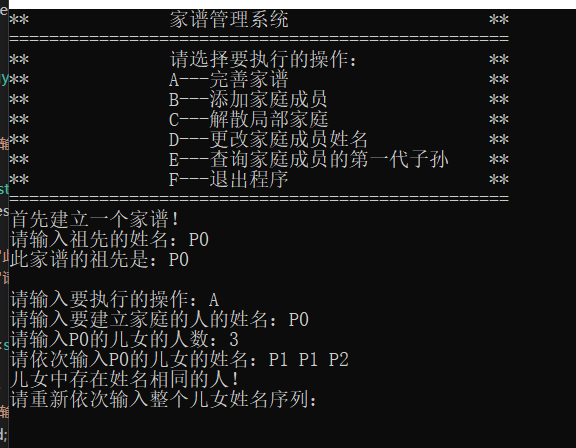 ** 家谱管理系统 **
==================================================
** 请选择要执行的操作： **
** A---完善家谱 **
** B---添加家庭成员 **
** C---解散局部家庭 **
** D---更改家庭成员姓名 **
** E---查询家庭成员的第一代子孙 **
** F---退出程序 **
==================================================
首先建立一个家谱！
请输入祖先的姓名：P0
此家谱的祖先是：P0
请输入要执行的操作：A
请输入要建立家庭的人的姓名：P0
请输入P0的儿女的人数：3
请依次输入P0的儿女的姓名：P1 P1 P2
儿女中存在姓名相同的人！
请重新依次输入整个儿女姓名序列：